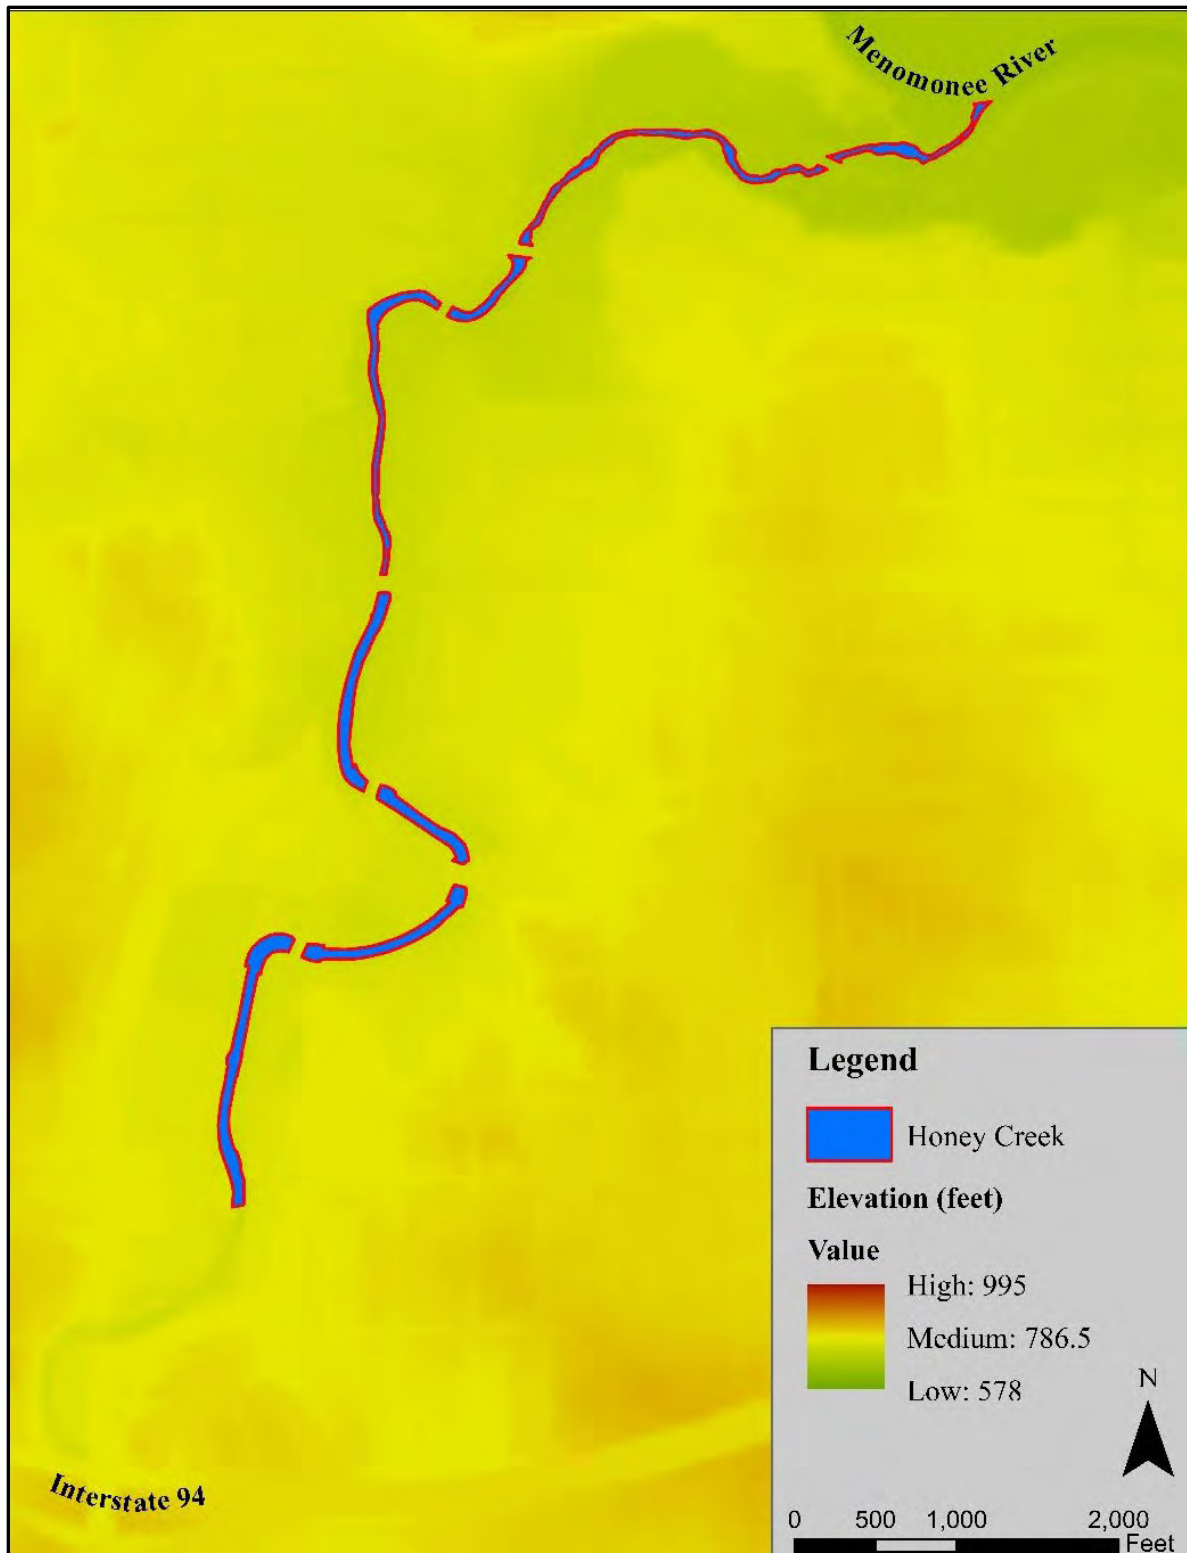 Menomonee River
Legend
Honey Creek
Elevation (feet)
Value
High: 995
Medium: 786.5
Low: 578
N
Interstate 94
0 500 1,000 2,000
Feet